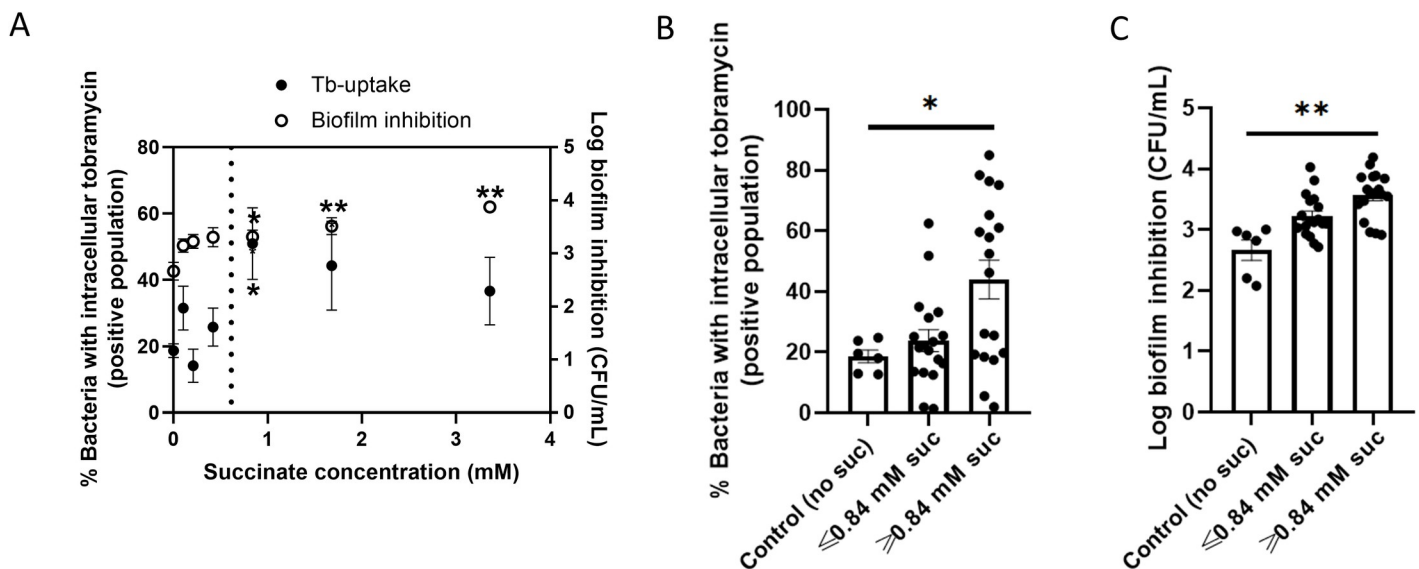 A
Tb-uptake
Biofilm inhibition
% Bacteria with intracellular tobramycin
(positive population)
80
60
40
20
0
5
4
3
2
1
0
Log biofilm inhibition (CFU/mL)
*
*
**
**
0
1
2
3
4
Succinate concentration (mM)
B
% Bacteria with intracellular tobramycin
(positive population)
100
80
60
40
20
0
*
Control (no suc)
≤0.84 mM suc
≥0.84 mM suc
C
Log biofilm inhibition (CFU/mL)
5
4
3
2
1
0
**
Control (no suc)
≤0.84 mM suc
≥0.84 mM suc